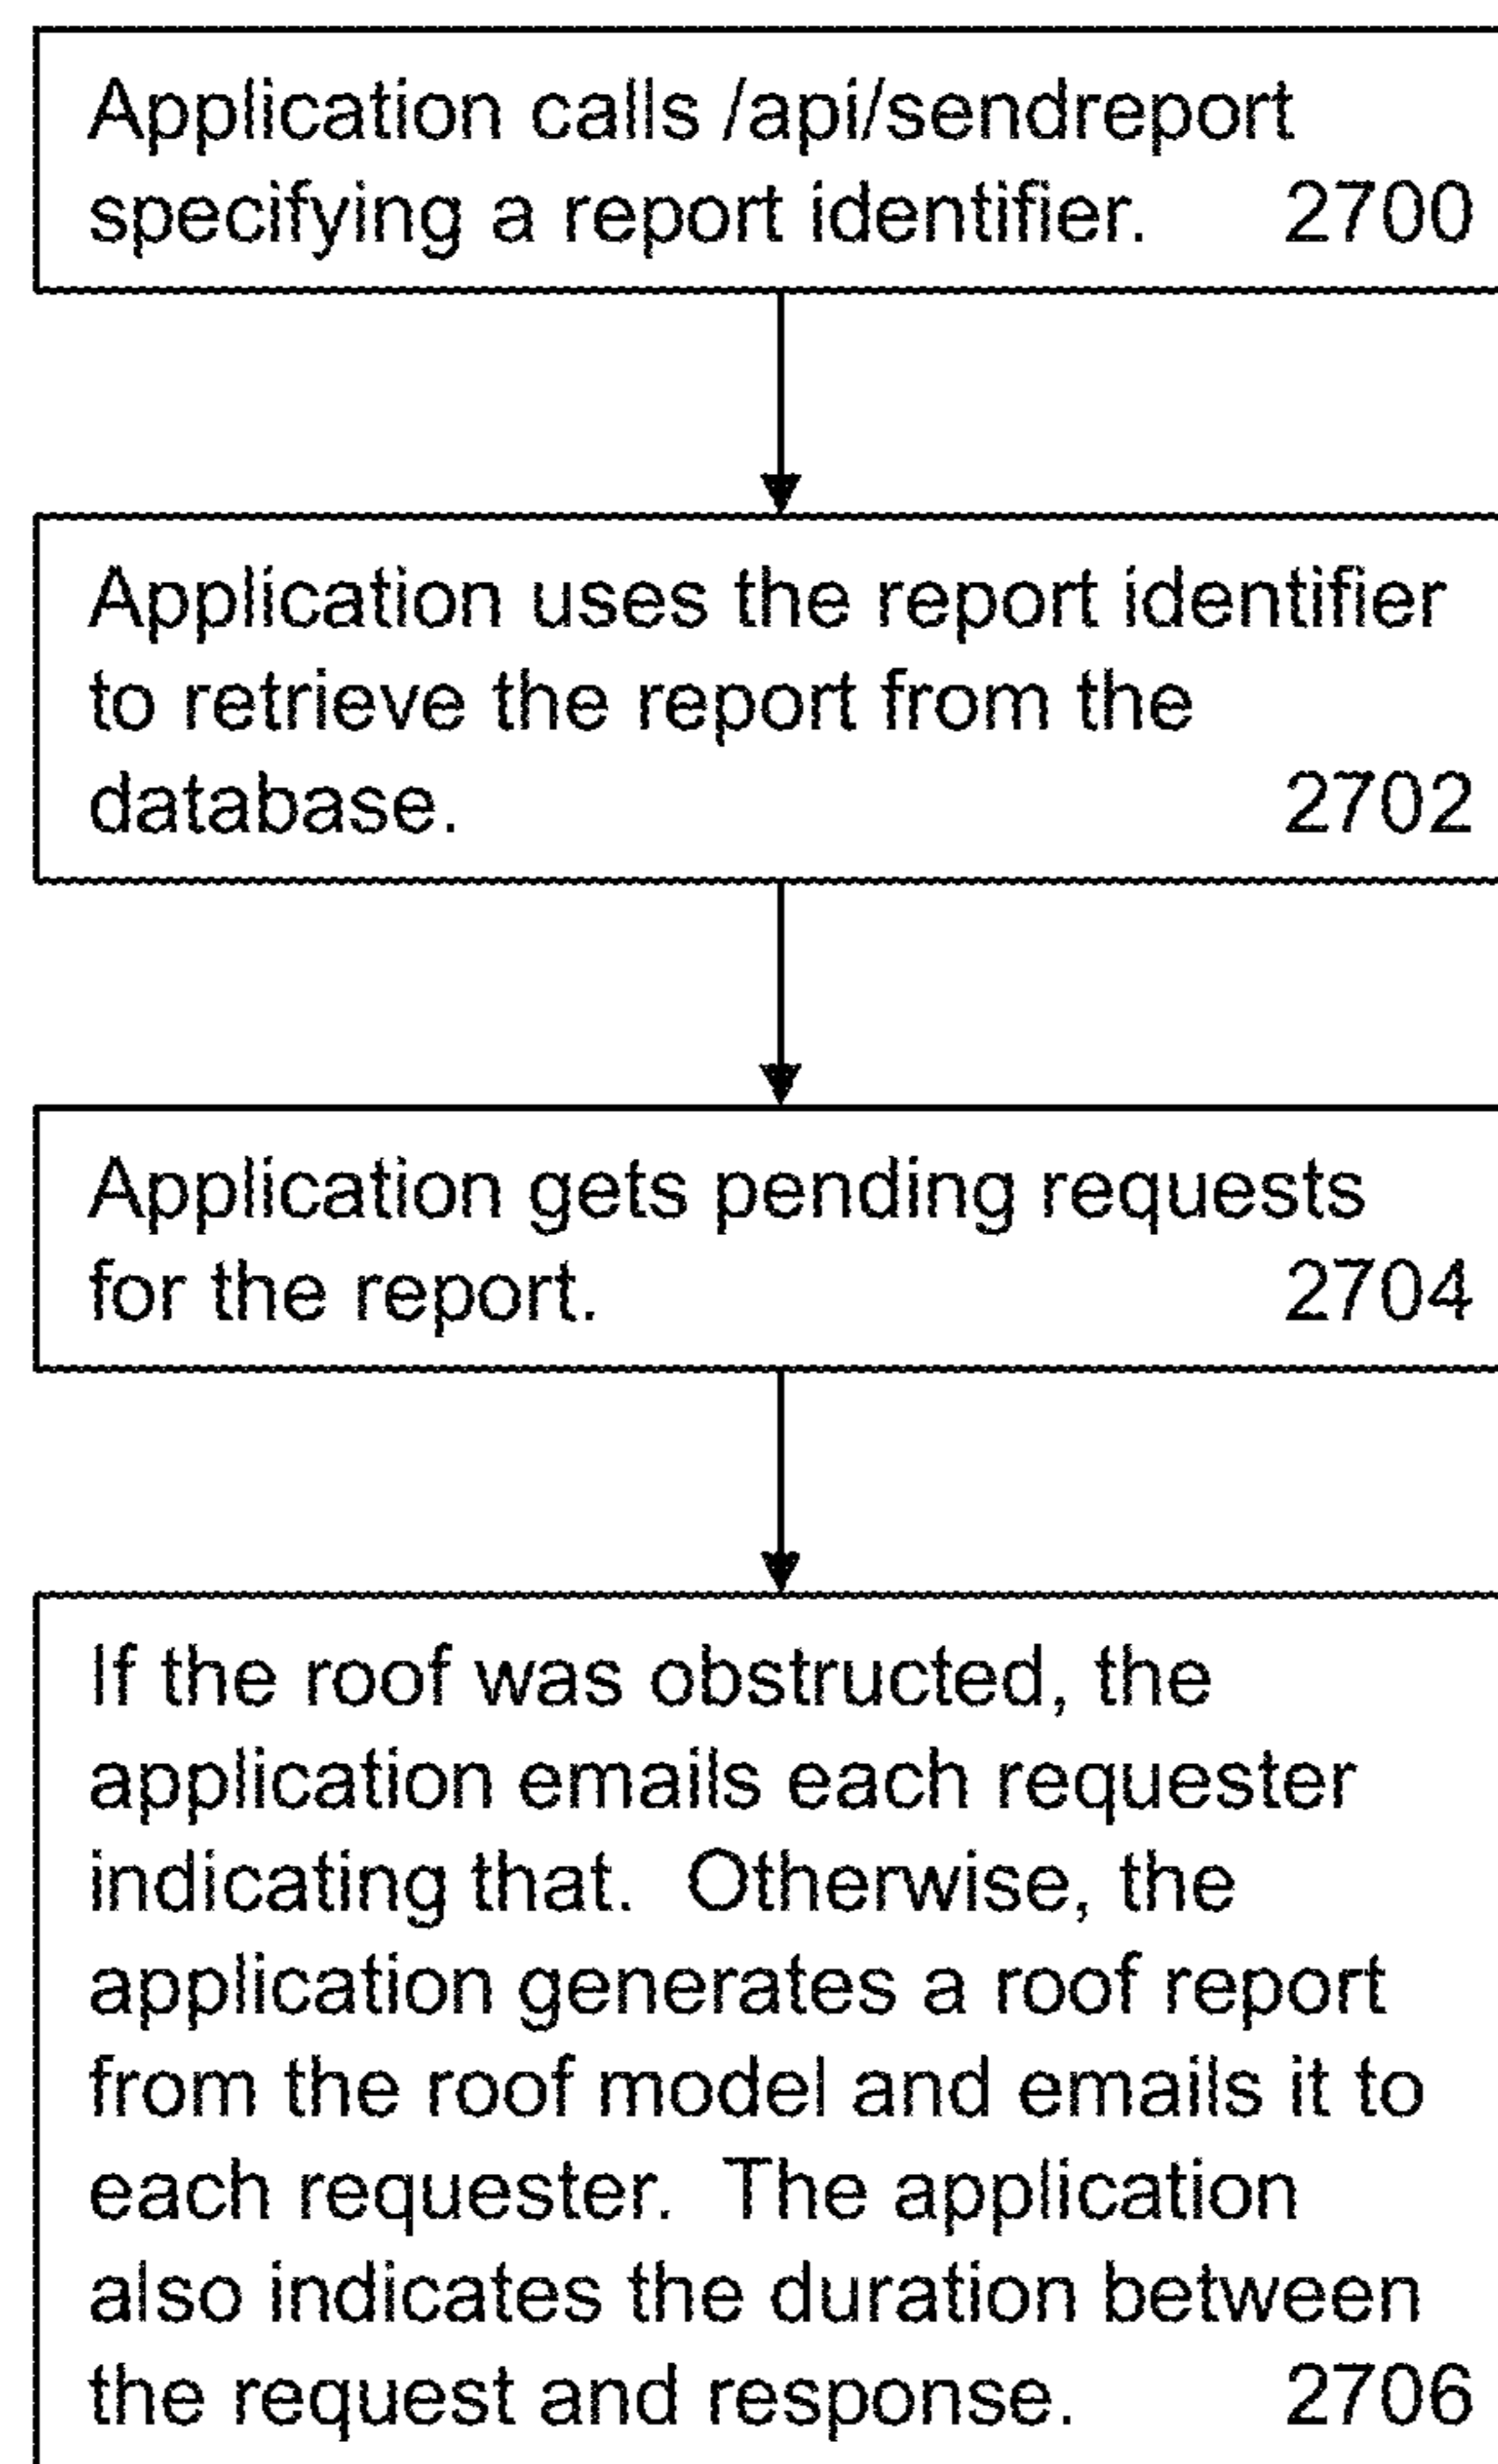 Application calls /api/sendreport
specifying a report identifier. 2700
Application uses the report identifier
to retrieve the report from the
database. 2702
Application gets pending requests
for the report. 2704
If the roof was obstructed, the
application emails each requester
indicating that. Otherwise, the
application generates a roof report
from the roof model and emails it to
each requester. The application
also indicates the duration between
the request and response. 2706